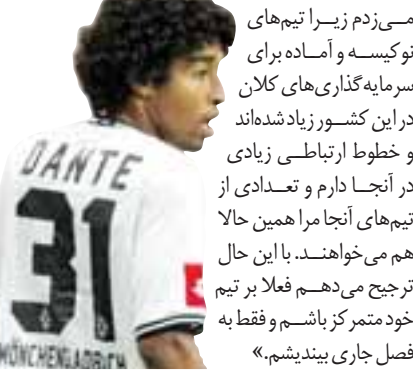 می‌زدم زیرا تیم‌های
نوکیسه و آماده برای
سرمایه‌گذاری‌های کلان
در این کشور زیاد شده‌اند
و خطوط ارتباطی زیادی
در آنجا دارم و تعدادی از
تیم‌های آنجا مرا همین حالا
هم می‌خواهند. با این حال
ترجیح می‌دهم فعلا بر تیم
خود متمرکز باشم و فقط به
فصل جاری بیندیشم.»
DANTE
31
MÖNCHENGLADBACH